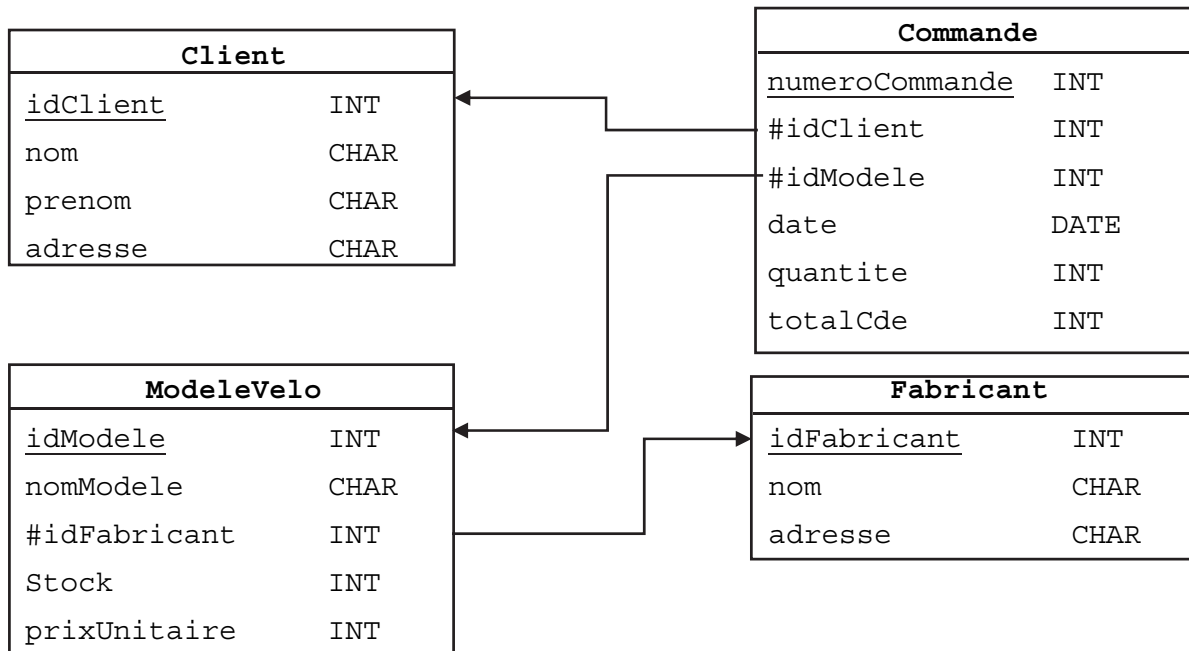 Client
idClient INT
nom CHAR
prenom CHAR
adresse CHAR
Commande
numeroCommande INT
#idClient INT
#idModele INT
date DATE
quantite INT
totalCde INT
ModeleVelo
idModele INT
nomModele CHAR
#idFabricant INT
Stock INT
prixUnitaire INT
Fabricant
idFabricant INT
nom CHAR
adresse CHAR